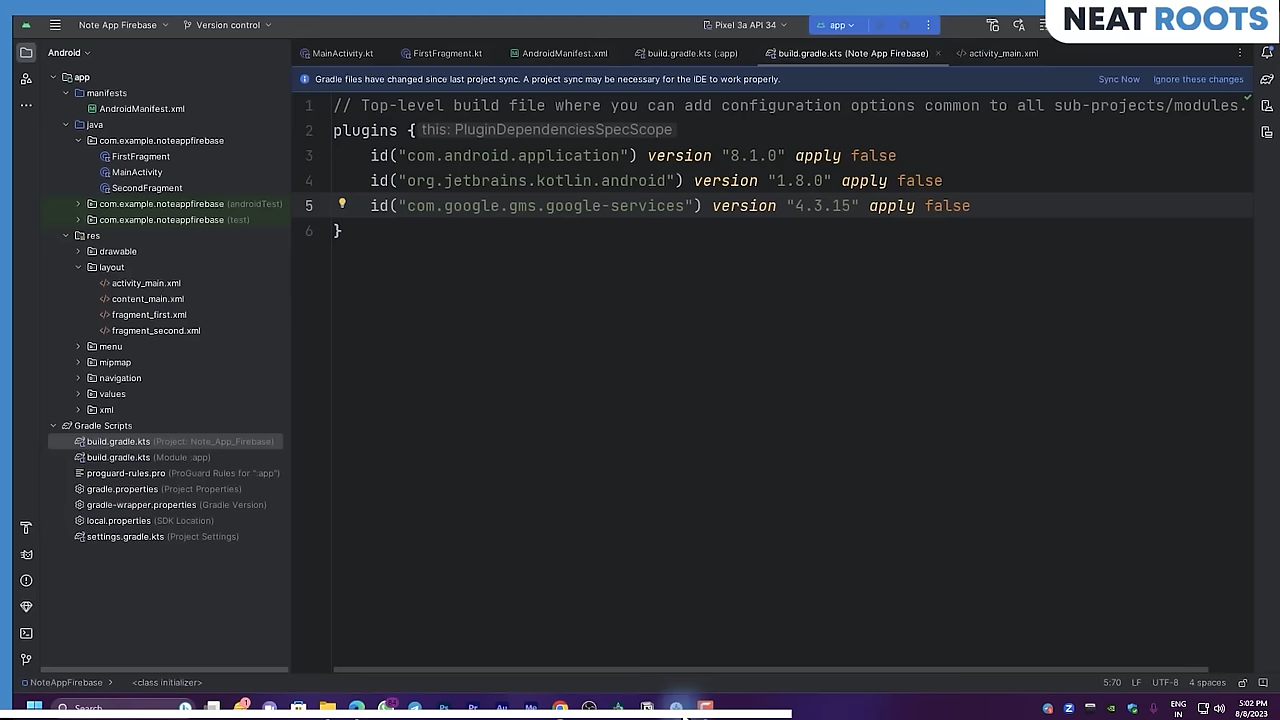 NEAT ROOTS
Note App Firebase
Version control
Pixel 3a API 34
app
Android
MainActivity.kt
FirstFragment.kt
AndroidManifest.xml
build.gradle.kts (:app)
build.gradle.kts (Note App Firebase)
activity_main.xml
Gradle files have changed since last project sync. A project sync may be necessary for the IDE to work properly.
Sync Now
Ignore these changes
app
manifests
AndroidManifest.xml
java
com.example.noteappfirebase
FirstFragment
MainActivity
SecondFragment
com.example.noteappfirebase (androidTest)
com.example.noteappfirebase (test)
res
drawable
layout
activity_main.xml
content_main.xml
fragment_first.xml
fragment_second.xml
menu
mipmap
navigation
values
xml
Gradle Scripts
build.gradle.kts (Project: Note_App_Firebase)
build.gradle.kts (Module :app)
proguard-rules.pro (ProGuard Rules for ":app")
gradle.properties (Project Properties)
gradle-wrapper.properties (Gradle Version)
local.properties (SDK Location)
settings.gradle.kts (Project Settings)
1 // Top-level build file where you can add configuration options common to all sub-projects/modules.
2 plugins { this: PluginDependenciesSpecScope
3 id("com.android.application") version "8.1.0" apply false
4 id("org.jetbrains.kotlin.android") version "1.8.0" apply false
5 id("com.google.gms.google-services") version "4.3.15" apply false
6 }
NoteAppFirebase > <class initializer>
5:70 LF UTF-8 4 spaces
Search
Ps Pr Au Me
ENG
IN
5:02 PM
8/8/2023